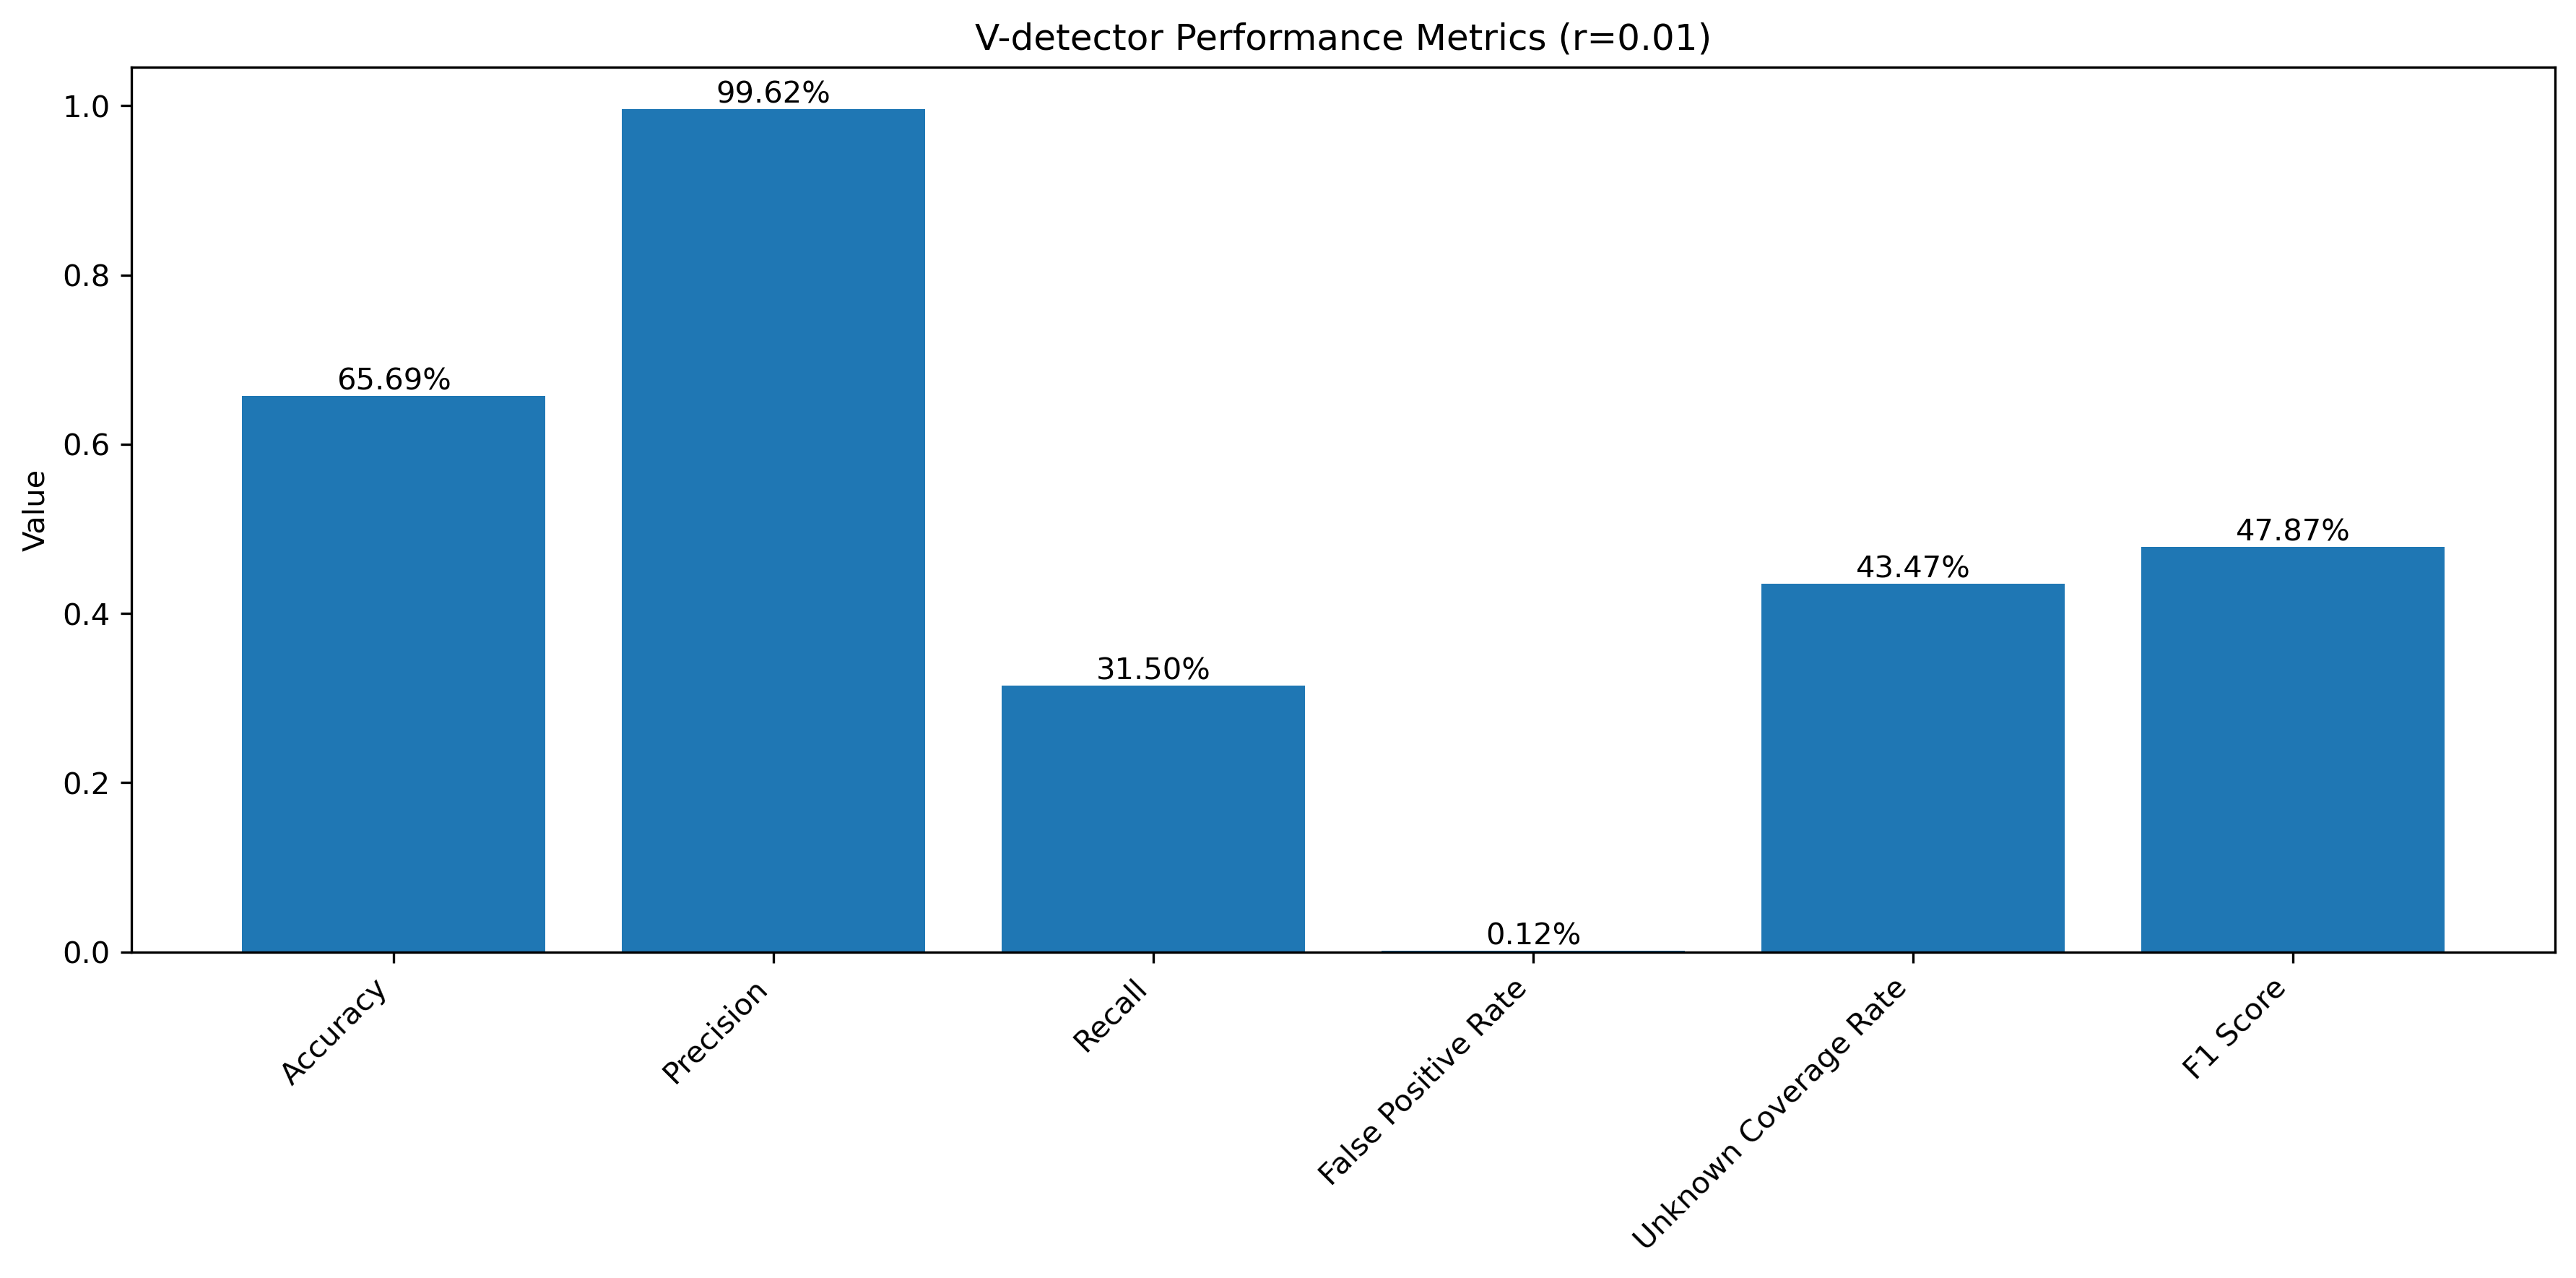 V-detector Performance Metrics (r=0.01)
Value
1.0
0.8
0.6
0.4
0.2
0.0
65.69%
99.62%
31.50%
0.12%
43.47%
47.87%
Accuracy
Precision
Recall
False Positive Rate
Unknown Coverage Rate
F1 Score